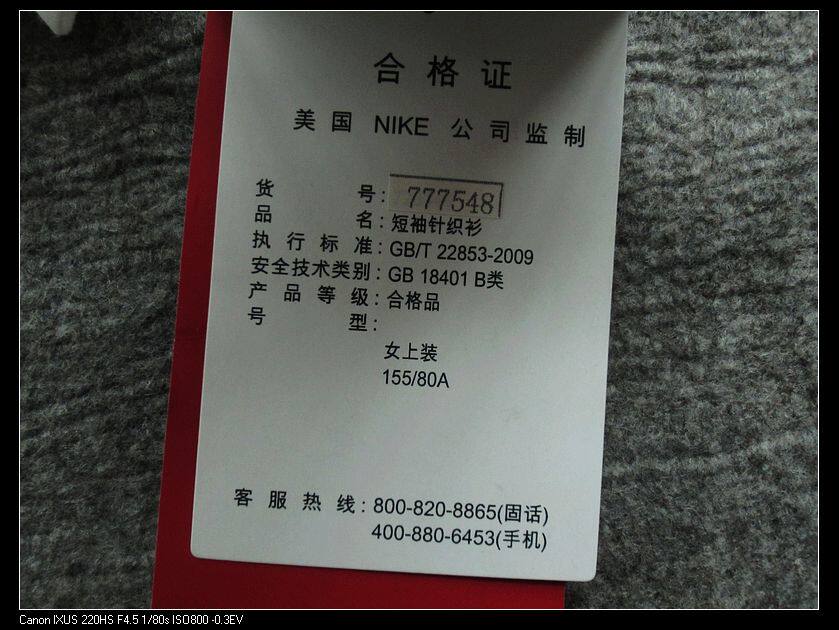 合格证
美国 NIKE 公司监制
货号: 777548
品名: 短袖针织衫
执行标准: GB/T 22853-2009
安全技术类别: GB 18401 B类
产品等级: 合格品
号型:
女上装
155/80A
客服热线: 800-820-8865(固话)
400-880-6453(手机)
Canon IXUS 220HS F4.5 1/80s ISO800 -0.3EV